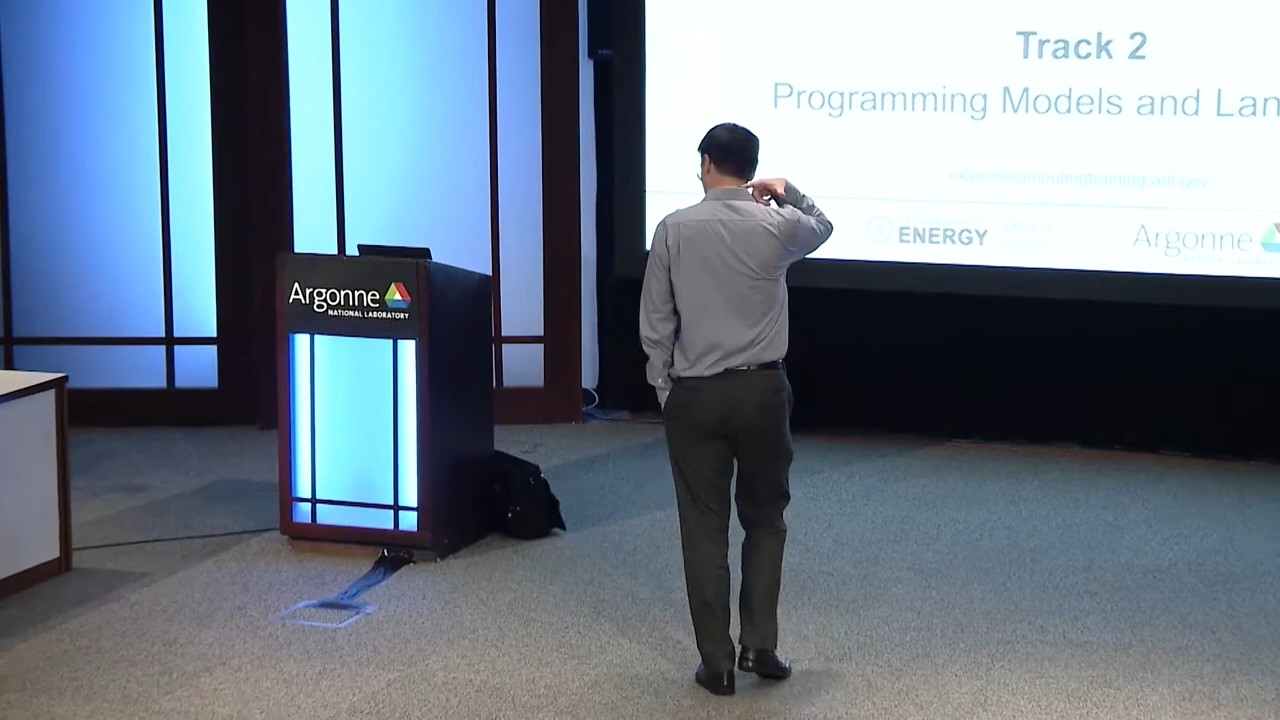 Track 2
Programming Models and Lan
extremecomputingtraining.anl.gov
ENERGY
Argonne
Argonne
NATIONAL LABORATORY